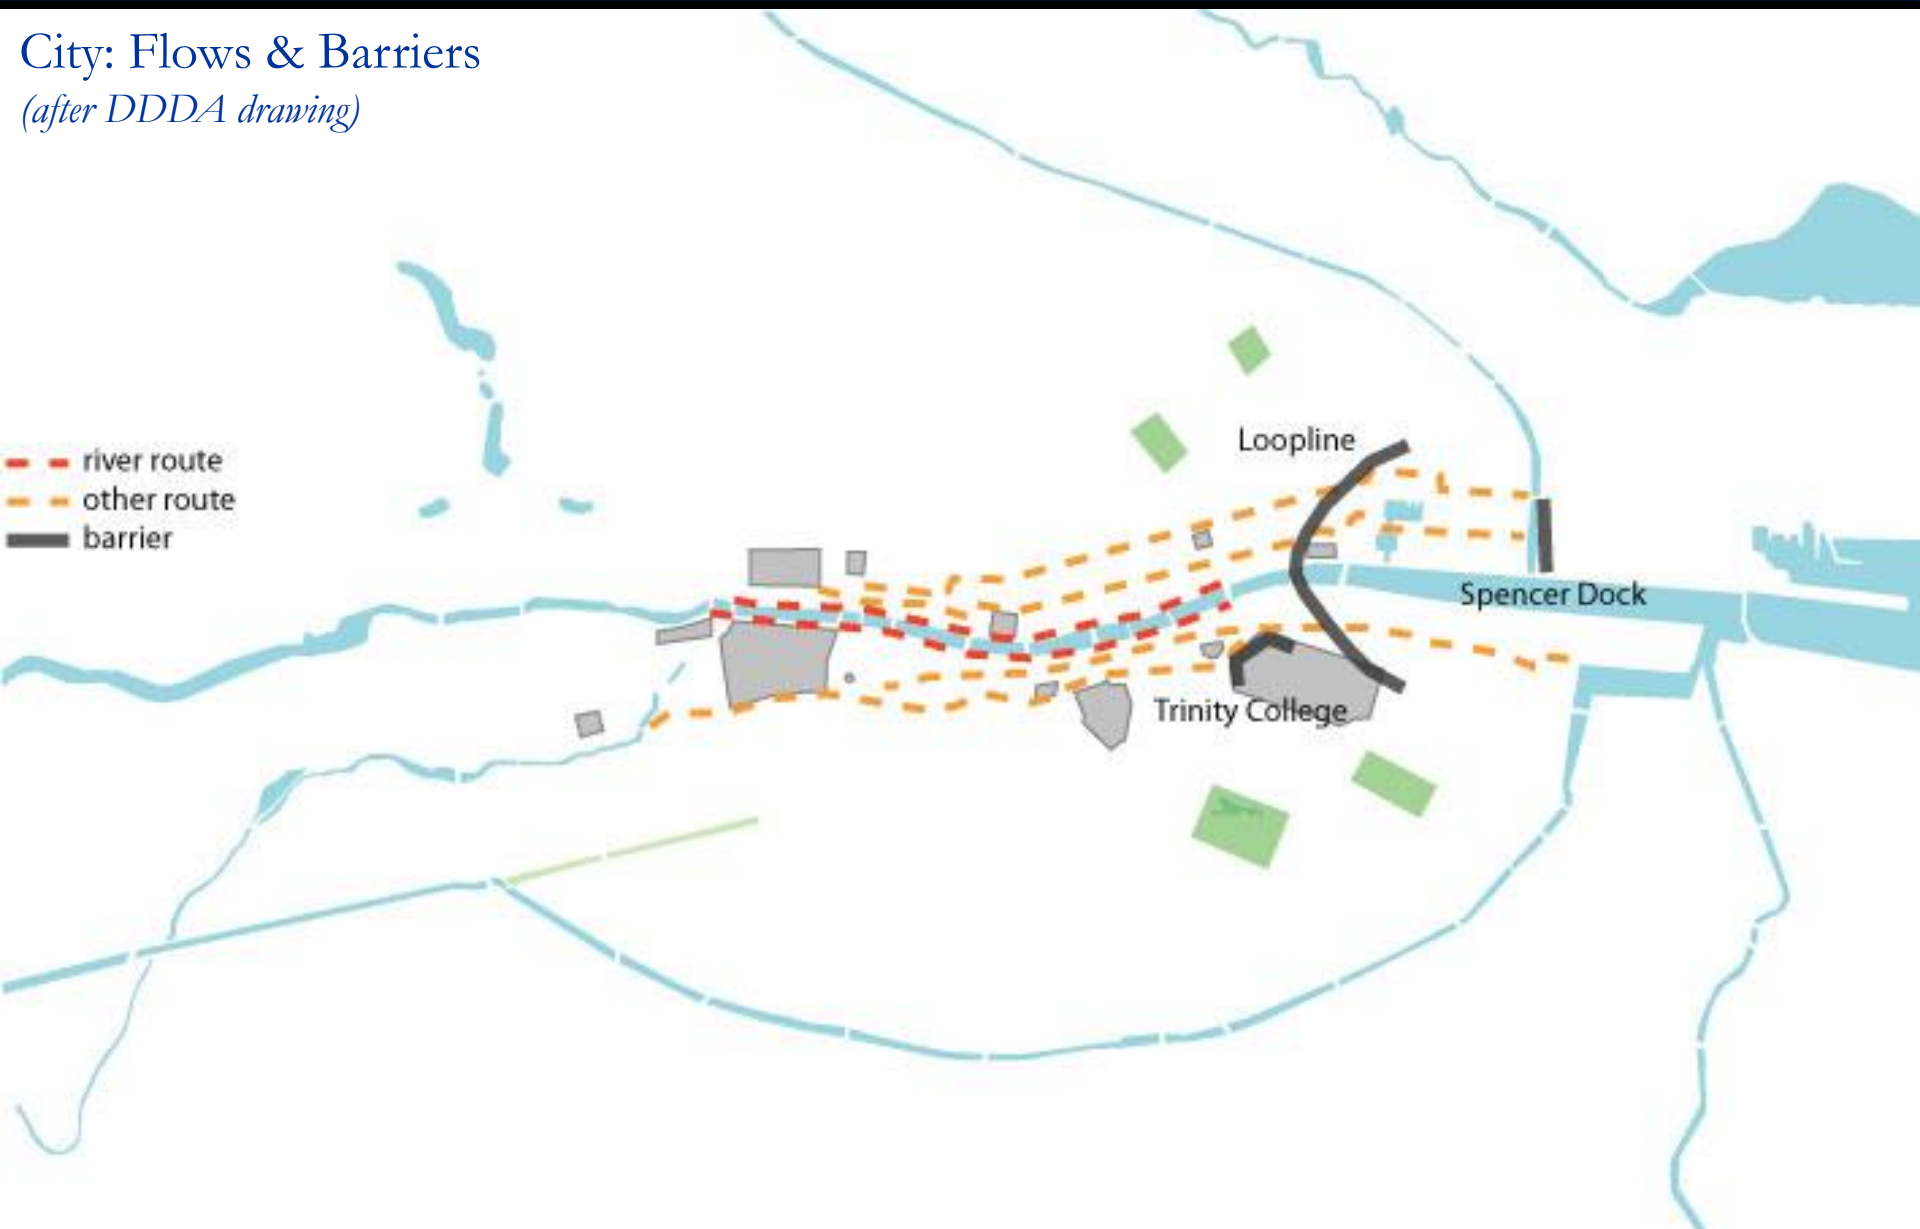 City: Flows & Barriers
(after DDDA drawing)
Loopline
river route
other route
barrier
Spencer Dock
Trinity College